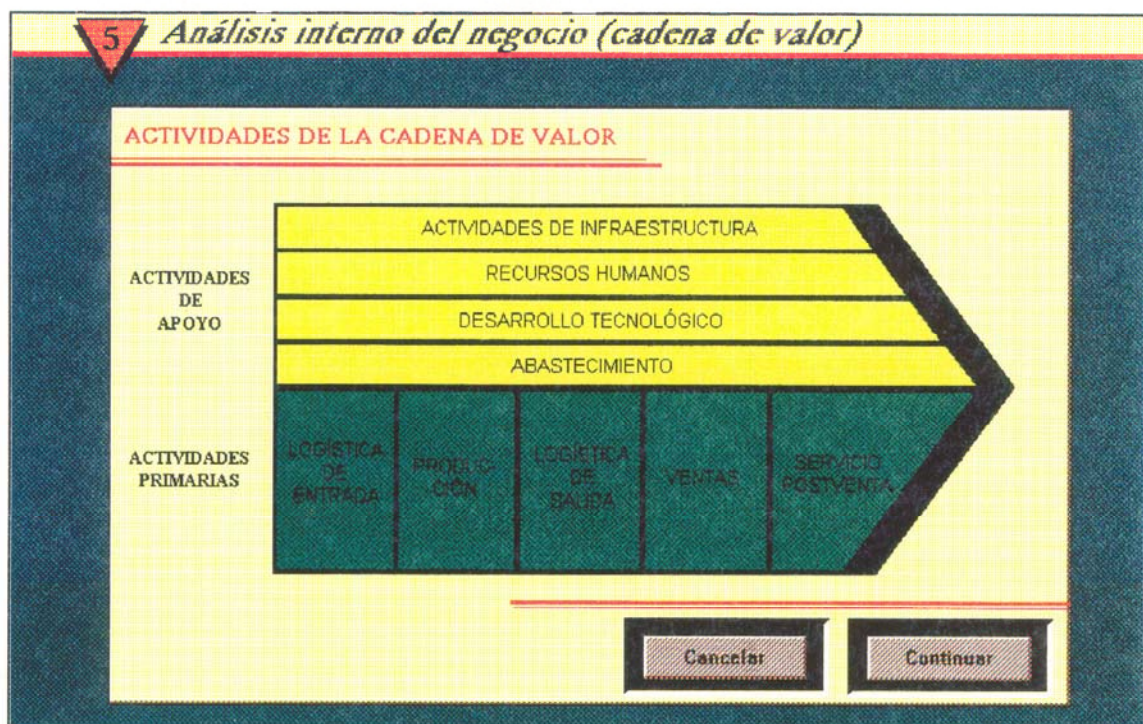 5 Análisis interno del negocio (cadena de valor)
ACTIVIDADES DE LA CADENA DE VALOR
ACTIVIDADES
DE
APOYO
ACTIVIDADES DE INFRAESTRUCTURA
RECURSOS HUMANOS
DESARROLLO TECNOLÓGICO
ABASTECIMIENTO
ACTIVIDADES
PRIMARIAS
LOGÍSTICA
DE
ENTRADA
PRODUC-
-CIÓN
LOGÍSTICA
DE
SALIDA
VENTAS
SERVICIO
POSTVENTA
Cancelar
Continuar